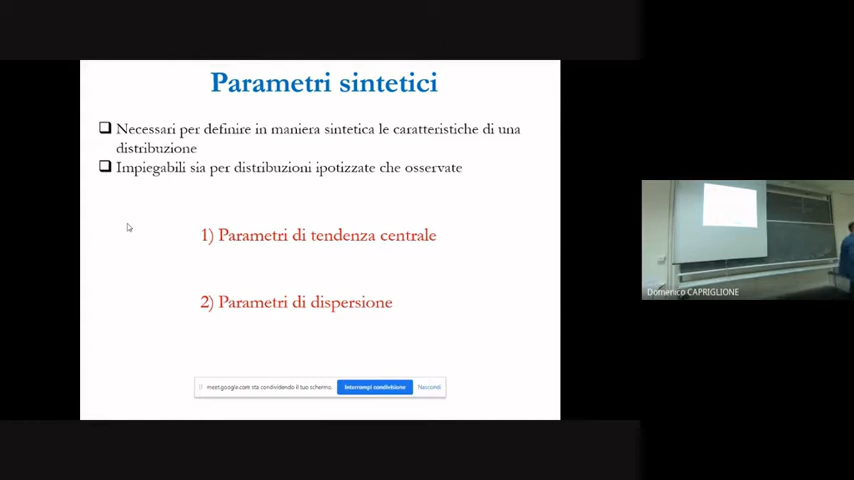 Parametri sintetici
Necessari per definire in maniera sintetica le caratteristiche di una
distribuzione
Impiegabili sia per distribuzioni ipotizzate che osservate
1) Parametri di tendenza centrale
2) Parametri di dispersione
meet.google.com sta condividendo il tuo schermo.
Interrompi condivisione
Nascondi
Domenico CAPRIGLIONE